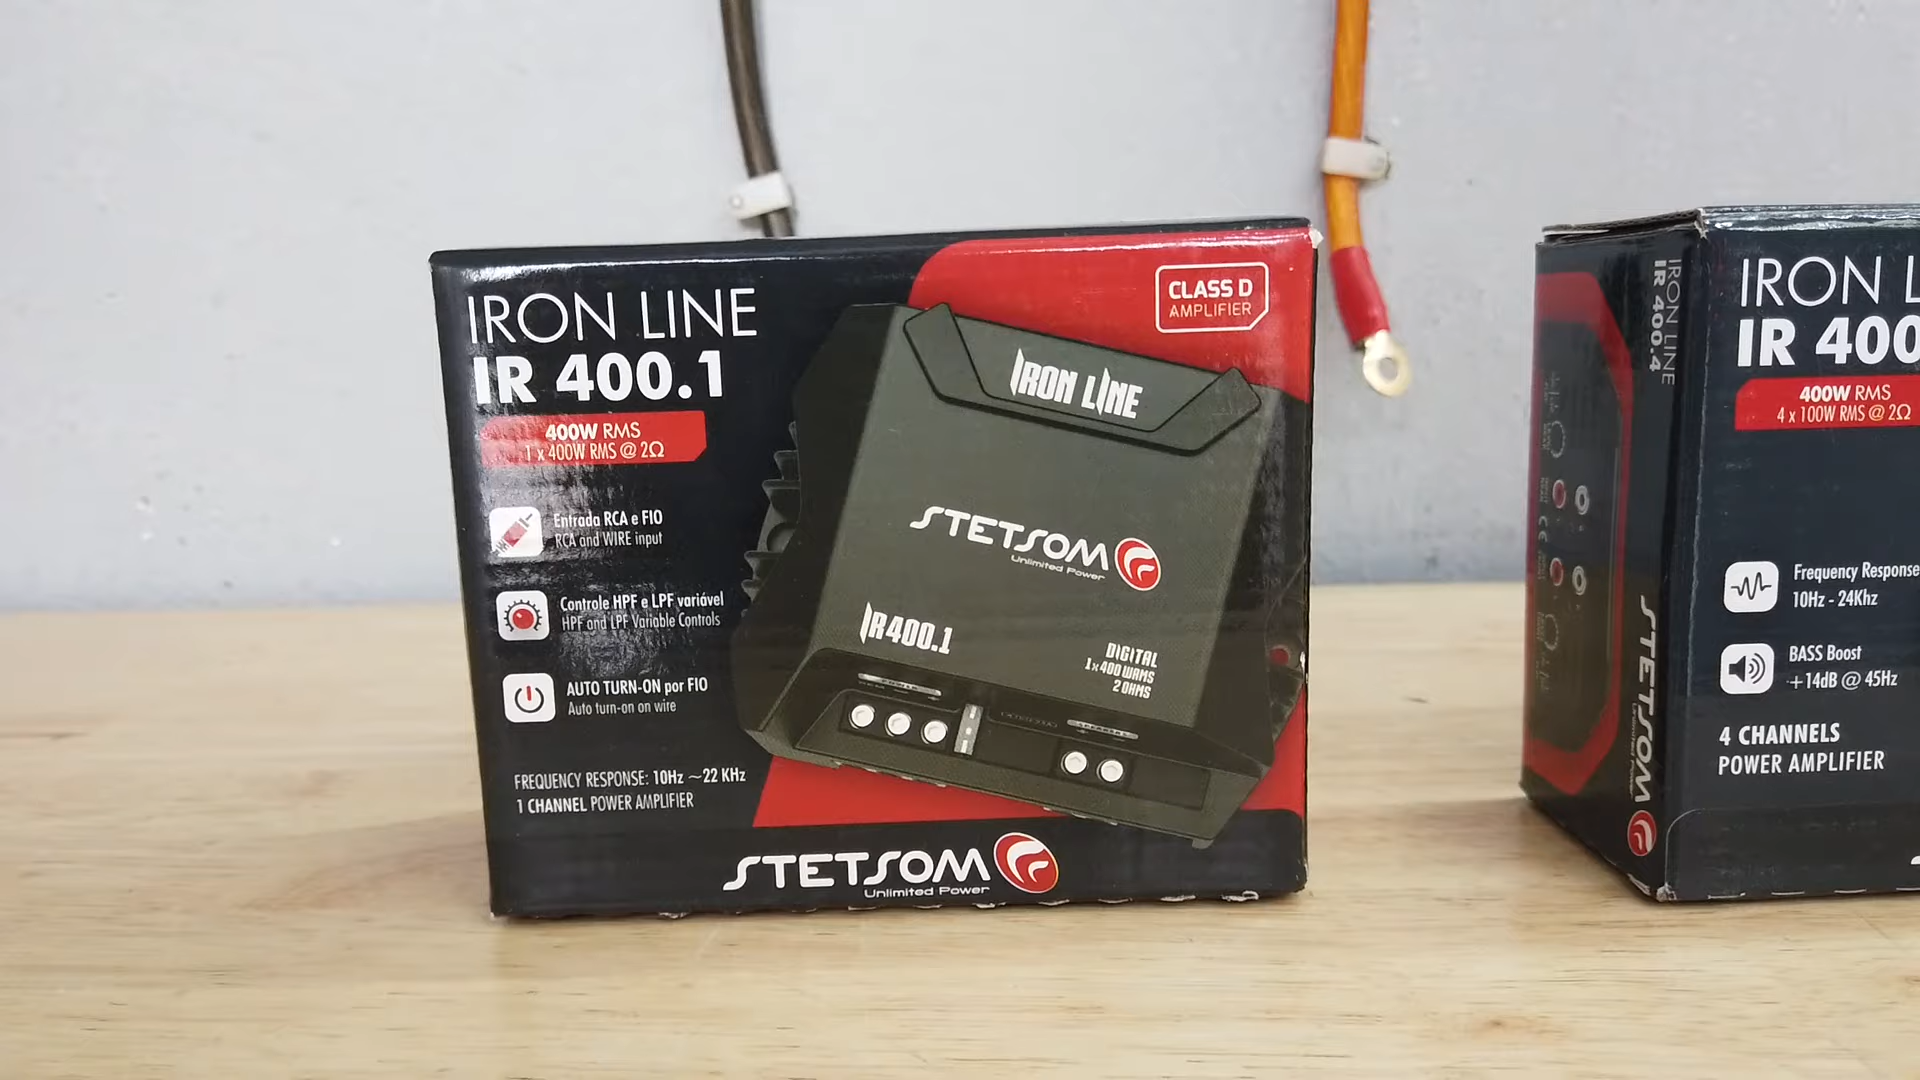 IRON LINE
IR 400.1
400W RMS
1 x 400W RMS @ 2Ω
Entrada RCA e FIO
RCA and WIRE input
Controle HPF e LPF variável
HPF and LPF Variable Controls
AUTO TURN-ON por FIO
Auto turn-on on wire
FREQUENCY RESPONSE: 10Hz ~ 22 KHz
1 CHANNEL POWER AMPLIFIER
CLASS D
AMPLIFIER
IRON LINE
STETSOM
Unlimited Power
IR400.1
DIGITAL
1x400 WRMS
2 OHMS
STETSOM
Unlimited Power
IRON LINE
IR 400.4
STETSOM
Unlimited Power
IRON L
IR 400
400W RMS
4 x 100W RMS @ 2Ω
Frequency Response
10Hz - 24Khz
BASS Boost
+14dB @ 45Hz
4 CHANNELS
POWER AMPLIFIER